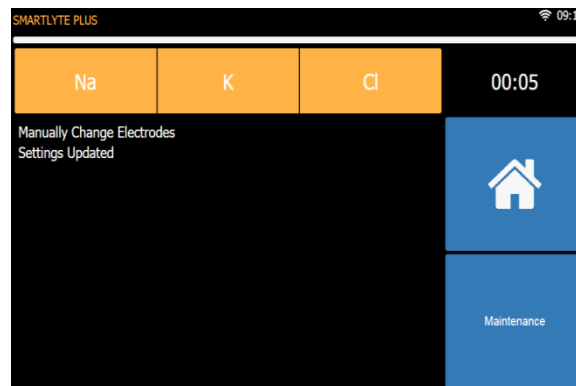 SMARTLYTE PLUS
Na K Cl 00:05
Manually Change Electrodes
Settings Updated
Maintenance